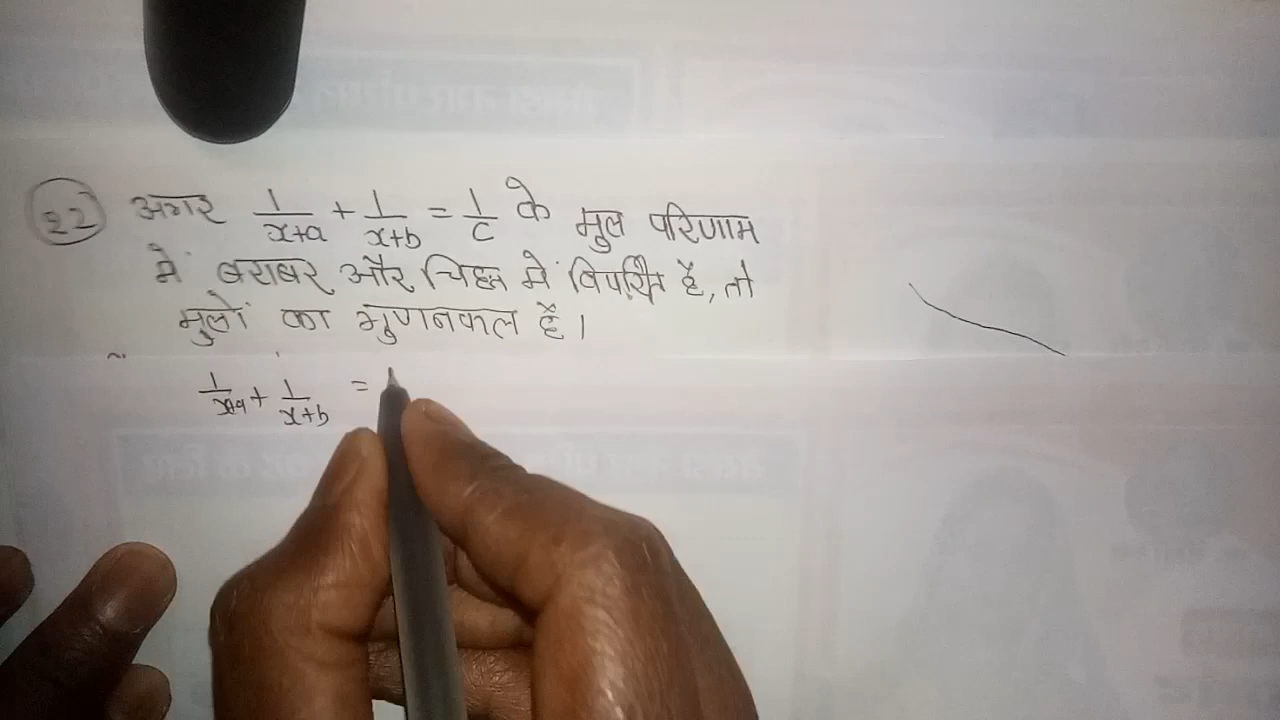 22 अगर 1/(x+a) + 1/(x+b) = 1/c के मुल परिणाम
में बराबर और चिह्न में विपरित है, तो
मुलों का गुणनफल है।
1/(x+a) + 1/(x+b) =